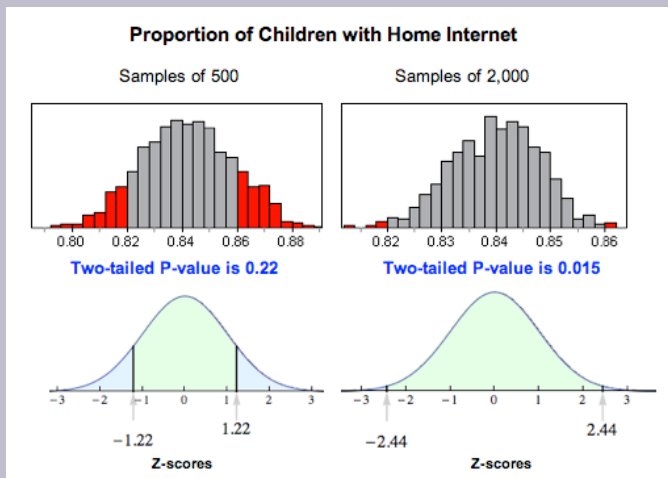 Proportion of Children with Home Internet
Samples of 500
Samples of 2,000
0.80 0.82 0.84 0.86 0.88
0.82 0.83 0.84 0.85 0.86
Two-tailed P-value is 0.22
Two-tailed P-value is 0.015
-3 -2 -1 0 1 2 3
-3 -2 -1 0 1 2 3
-1.22
1.22
-2.44
2.44
Z-scores
Z-scores